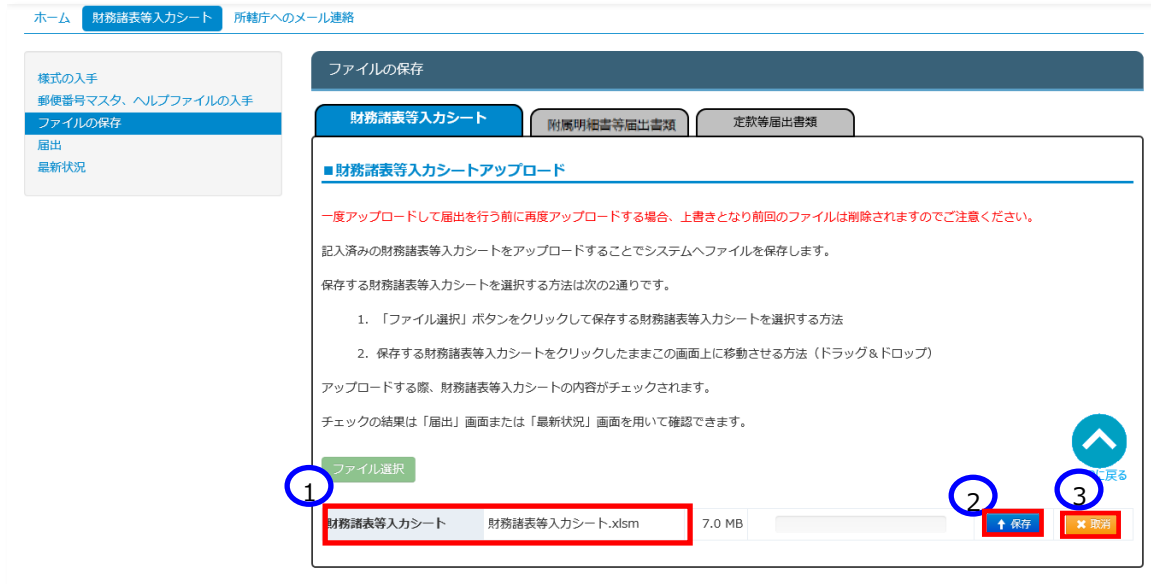 ホーム 財務諸表等入力シート 所轄庁へのメール連絡
様式の入手
郵便番号マスタ、ヘルプファイルの入手
ファイルの保存
届出
最新状況
ファイルの保存
財務諸表等入力シート 附属明細書等届出書類 定款等届出書類
■財務諸表等入力シートアップロード
一度アップロードして届出を行う前に再度アップロードする場合、上書きとなり前回のファイルは削除されますのでご注意ください。
記入済みの財務諸表等入力シートをアップロードすることでシステムへファイルを保存します。
保存する財務諸表等入力シートを選択する方法は次の2通りです。
1. 「ファイル選択」ボタンをクリックして保存する財務諸表等入力シートを選択する方法
2. 保存する財務諸表等入力シートをクリックしたままこの画面上に移動させる方法（ドラッグ＆ドロップ）
アップロードする際、財務諸表等入力シートの内容がチェックされます。
チェックの結果は「届出」画面または「最新状況」画面を用いて確認できます。
ファイル選択
に戻る
1 2 3
財務諸表等入力シート 財務諸表等入力シート.xlsm 7.0 MB 保存 取消